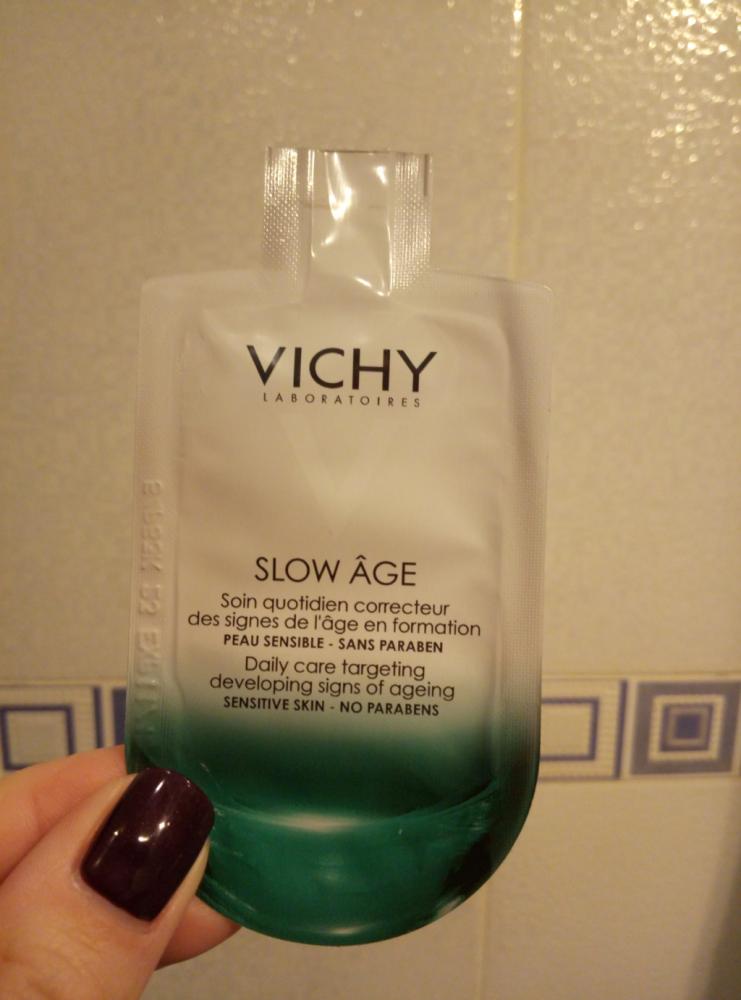 VICHY
LABORATOIRES
SLOW ÂGE
Soin quotidien correcteur
des signes de l'âge en formation
PEAU SENSIBLE - SANS PARABEN
Daily care targeting
developing signs of ageing
SENSITIVE SKIN - NO PARABENS